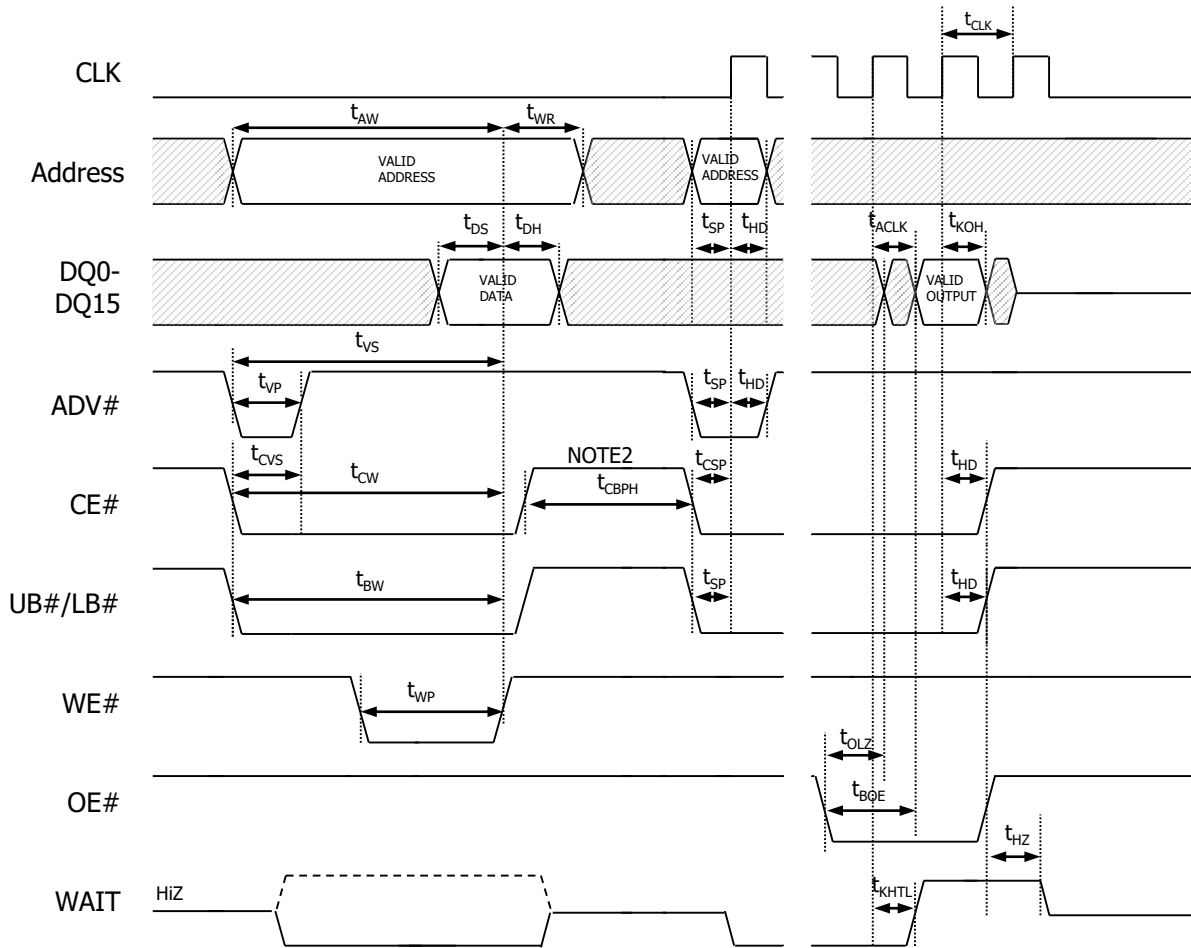 tCLK
CLK
tAW
tWR
Address
VALID
ADDRESS
VALID
ADDRESS
tDS
tDH
tSP
tHD
tACLK
tKOH
DQ0-
DQ15
VALID
DATA
VALID
OUTPUT
tVS
tVP
tSP
tHD
ADV#
tCVS
tCW
NOTE2
tCBPH
tCSP
tHD
CE#
tBW
tSP
tHD
UB#/LB#
tWP
WE#
tOLZ
OE#
tBOE
tHZ
HiZ
WAIT
tKHTL